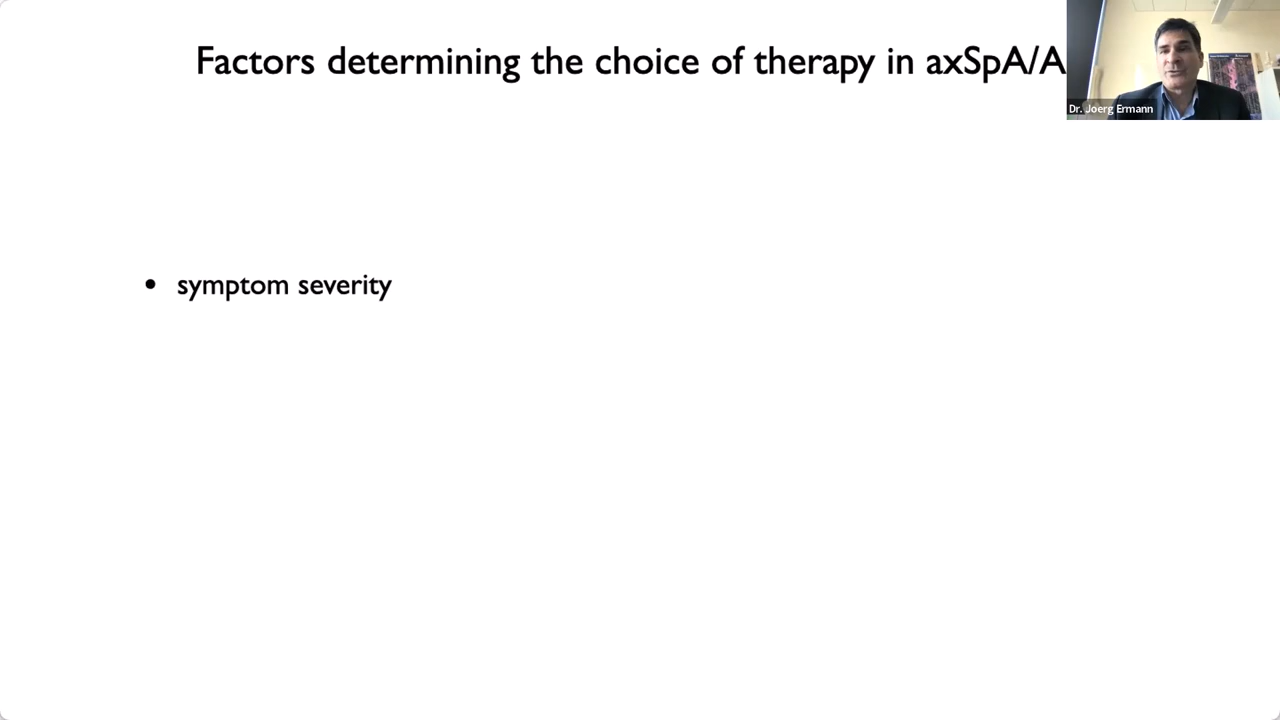 Factors determining the choice of therapy in axSpA/A
Dr. Joerg Ermann
• symptom severity